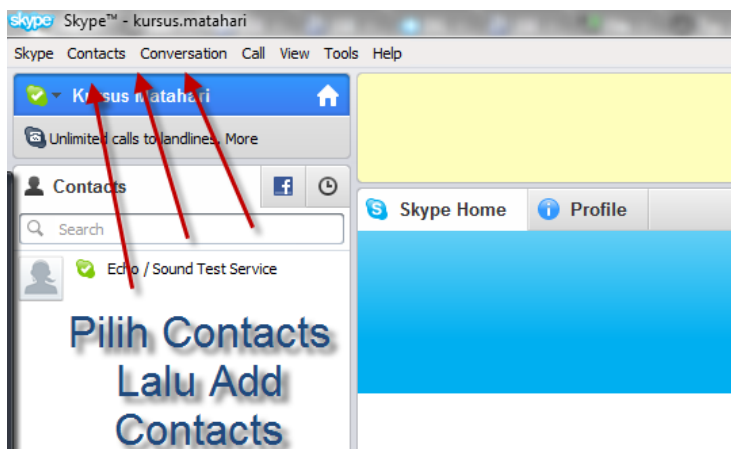 skype Skype™ - kursus.matahari
Skype Contacts Conversation Call View Tools Help
Kursus Matahari
Unlimited calls to landlines. More
Contacts
Skype Home
Profile
Search
Echo / Sound Test Service
Pilih Contacts
Lalu Add
Contacts